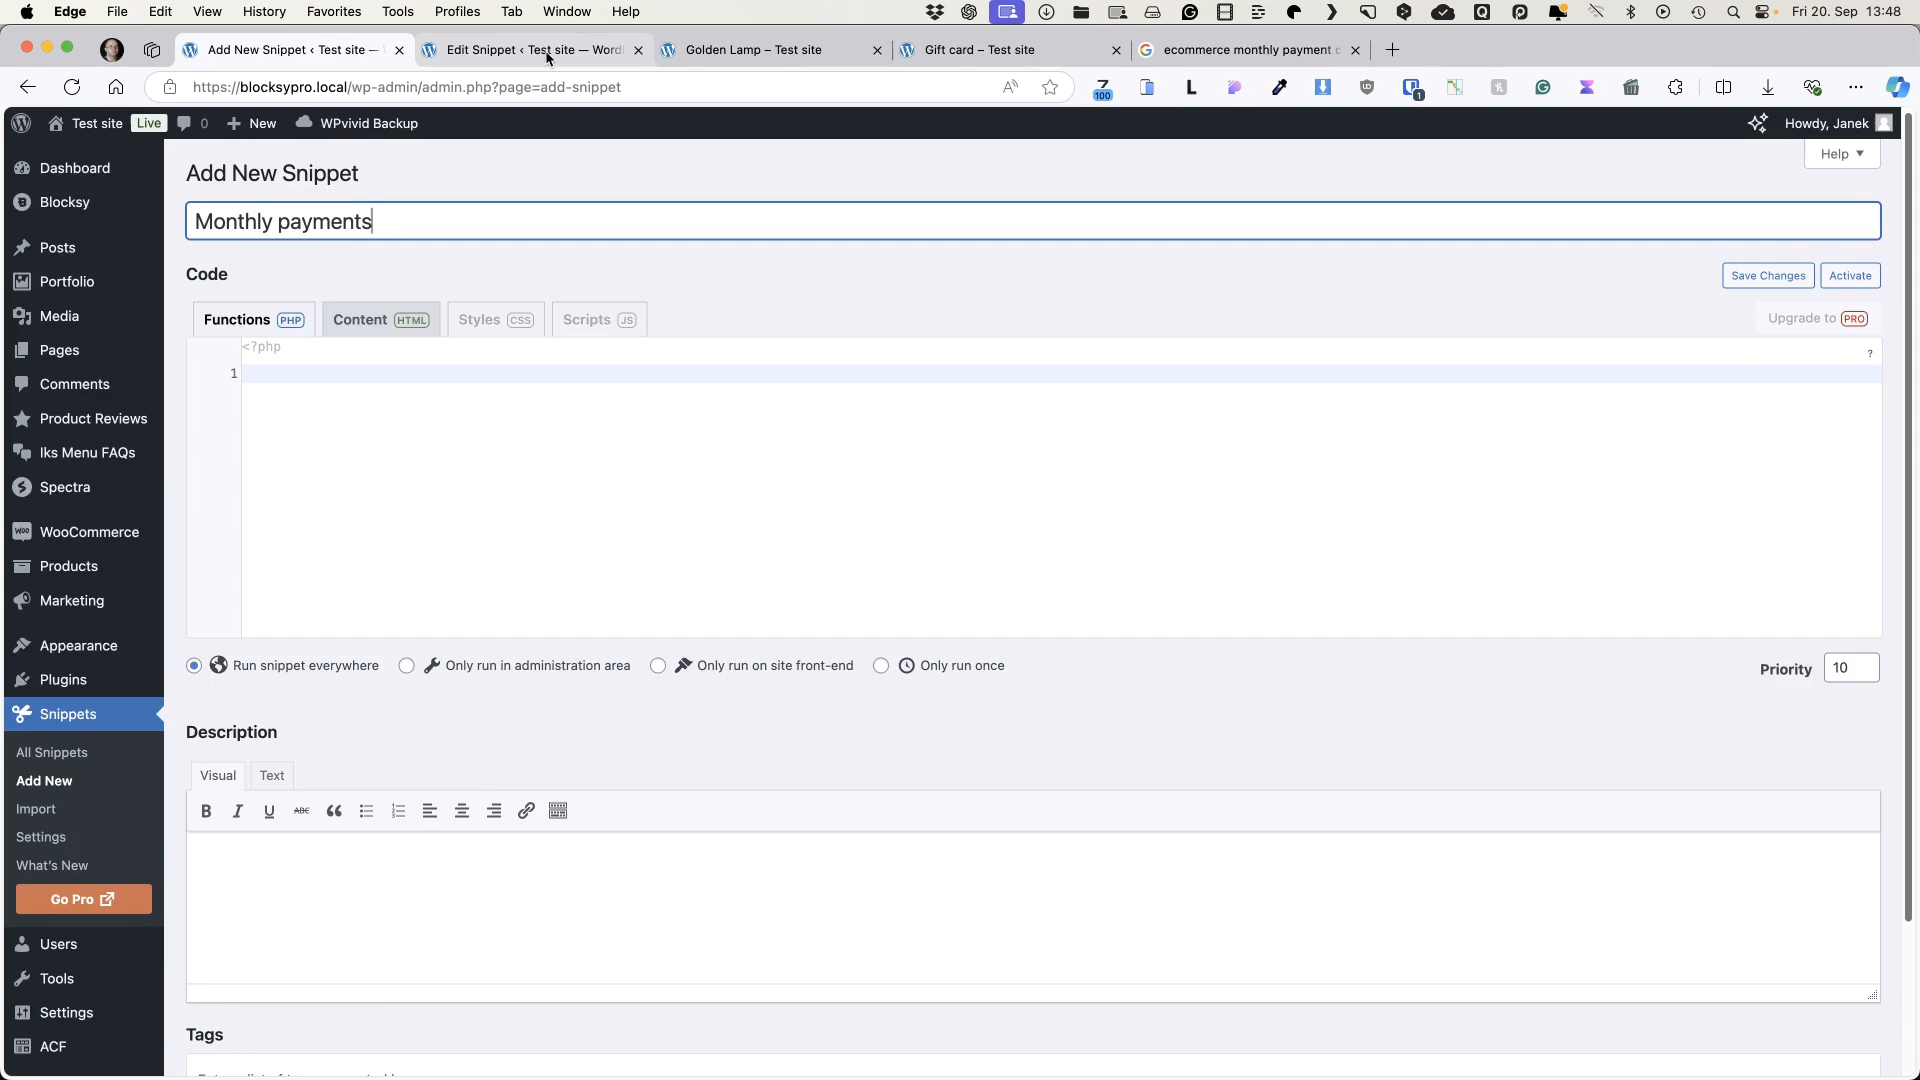 Edge File Edit View History Favorites Tools Profiles Tab Window Help
Fri 20. Sep 13:48
Add New Snippet ‹ Test site —
Edit Snippet ‹ Test site — Word
Golden Lamp – Test site
Gift card – Test site
ecommerce monthly payment
https://blocksypro.local/wp-admin/admin.php?page=add-snippet
100
1
Test site Live 0 New WPvivid Backup
Howdy, Janek
Help
Dashboard
Blocksy
Posts
Portfolio
Media
Pages
Comments
Product Reviews
Iks Menu FAQs
Spectra
WooCommerce
Products
Marketing
Appearance
Plugins
Snippets
All Snippets
Add New
Import
Settings
What's New
Go Pro
Users
Tools
Settings
ACF
Add New Snippet
Monthly payments
Code
Save Changes Activate
Functions PHP Content HTML Styles CSS Scripts JS
Upgrade to PRO
<?php
?
1
Run snippet everywhere Only run in administration area Only run on site front-end Only run once
Priority 10
Description
Visual Text
B I U ABC
Tags